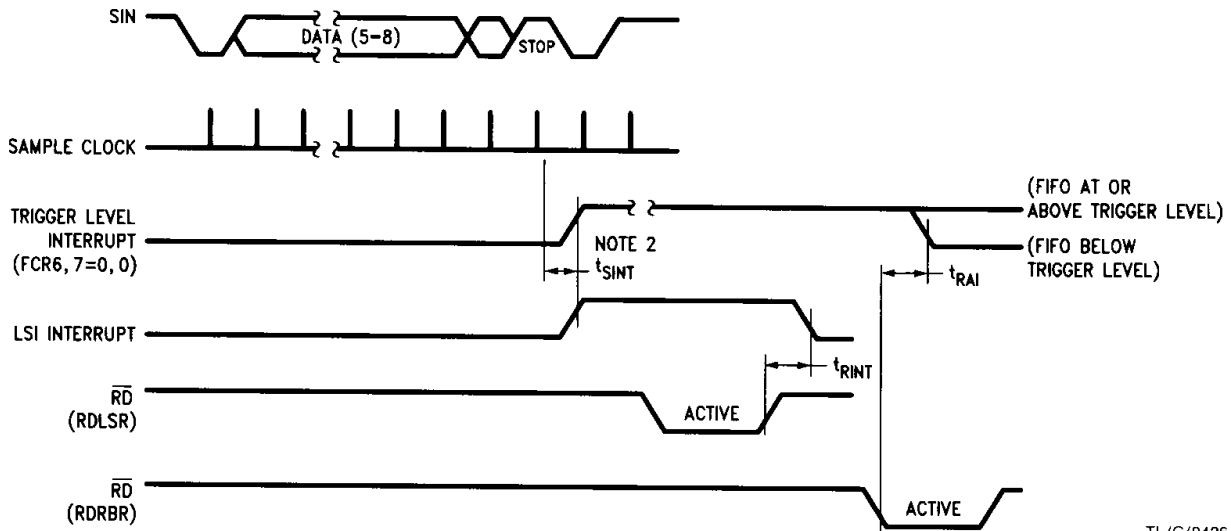 SIN
DATA (5–8)
STOP
SAMPLE CLOCK
TRIGGER LEVEL
INTERRUPT
(FCR6, 7=0, 0)
NOTE 2
tSINT
(FIFO AT OR
ABOVE TRIGGER LEVEL)
(FIFO BELOW
TRIGGER LEVEL)
tRAI
LSI INTERRUPT
tRINT
RD
(RDLSR)
ACTIVE
RD
(RDRBR)
ACTIVE